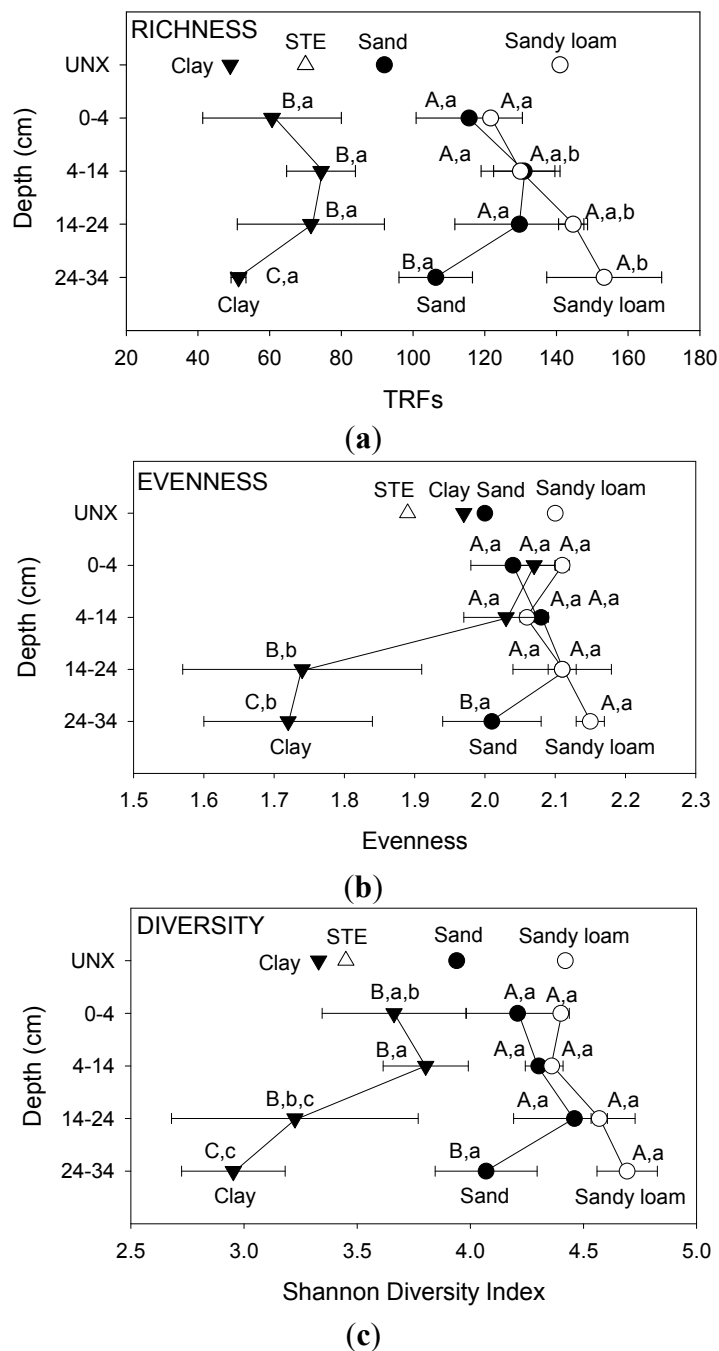 RICHNESS
STE Sand Sandy loam
UNX Clay
B,a A,a A,a
0-4
B,a A,a A,a,b
4-14
B,a A,a A,a,b
14-24
C,a B,a A,b
24-34
Clay Sand Sandy loam
Depth (cm)
20 40 60 80 100 120 140 160 180
TRFs
(a)
EVENNESS
STE Clay Sand Sandy loam
UNX
A,a A,a A,a
0-4
A,a A,a A,a
4-14
B,b A,a A,a
14-24
C,b B,a A,a
24-34
Clay Sand Sandy loam
Depth (cm)
1.5 1.6 1.7 1.8 1.9 2.0 2.1 2.2 2.3
Evenness
(b)
DIVERSITY
STE Sand Sandy loam
UNX Clay
B,a,b A,a A,a
0-4
B,a A,a A,a
4-14
B,b,c A,a A,a
14-24
C,c B,a A,a
24-34
Clay Sand Sandy loam
Depth (cm)
2.5 3.0 3.5 4.0 4.5 5.0
Shannon Diversity Index
(c)